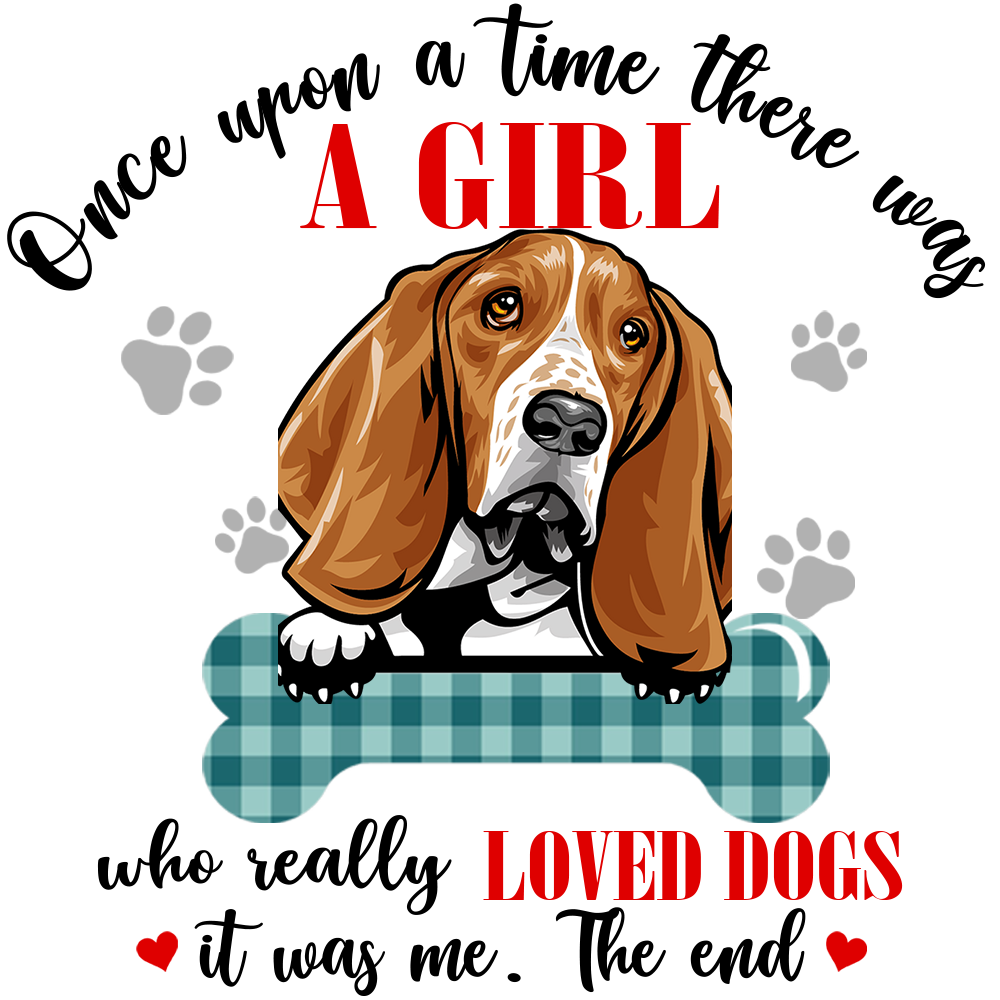 Once upon a time there was
A GIRL
who really LOVED DOGS
it was me. The end